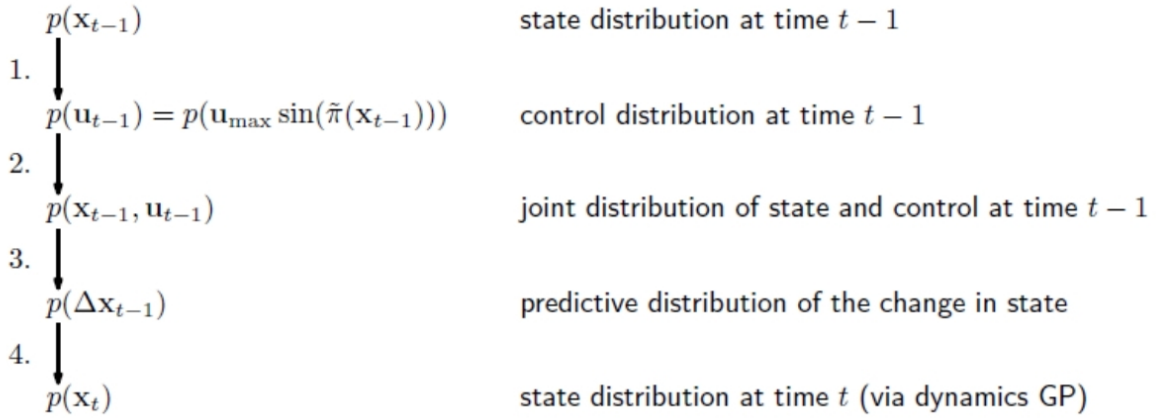 p(x_{t−1}) state distribution at time t − 1
1.
p(u_{t−1}) = p(u_max sin(π̃(x_{t−1}))) control distribution at time t − 1
2.
p(x_{t−1}, u_{t−1}) joint distribution of state and control at time t − 1
3.
p(Δx_{t−1}) predictive distribution of the change in state
4.
p(x_t) state distribution at time t (via dynamics GP)